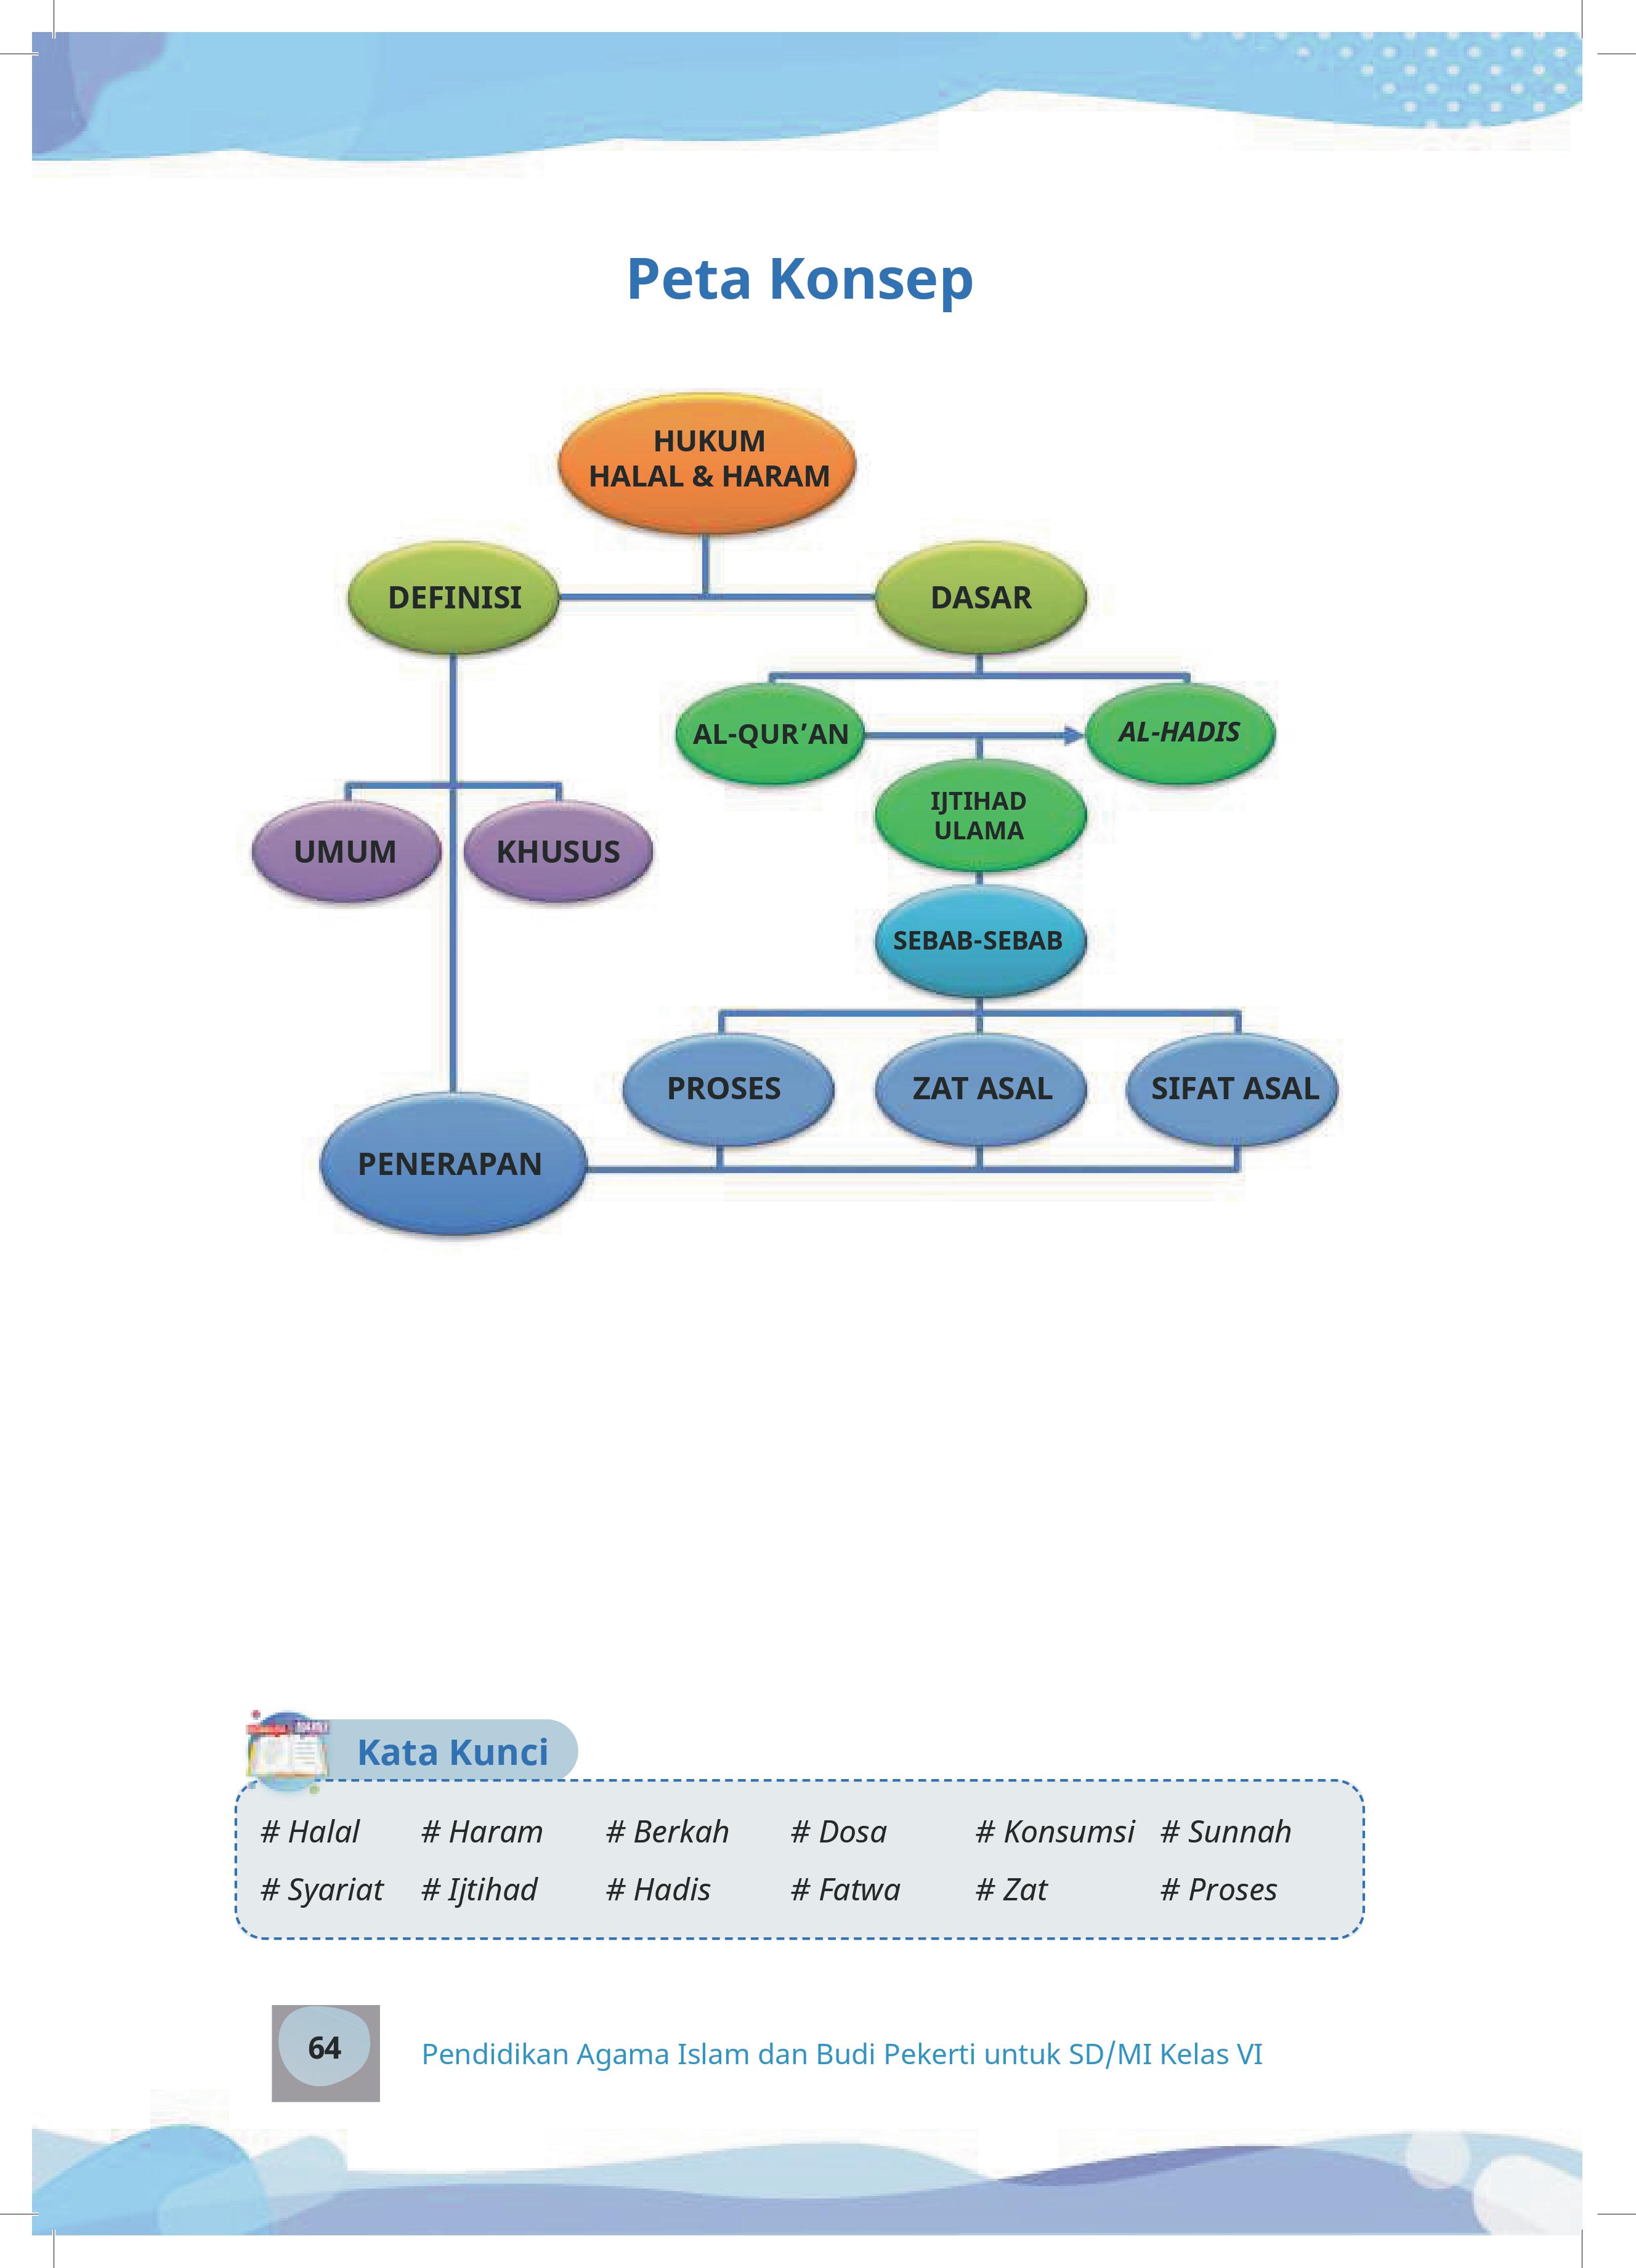 Peta Konsep
HUKUM
HALAL & HARAM
DEFINISI
DASAR
AL-QUR’AN
AL-HADIS
IJTIHAD
ULAMA
UMUM
KHUSUS
SEBAB-SEBAB
PROSES
ZAT ASAL
SIFAT ASAL
PENERAPAN
Kata Kunci
# Halal # Haram # Berkah # Dosa # Konsumsi # Sunnah
# Syariat # Ijtihad # Hadis # Fatwa # Zat # Proses
64
Pendidikan Agama Islam dan Budi Pekerti untuk SD/MI Kelas VI